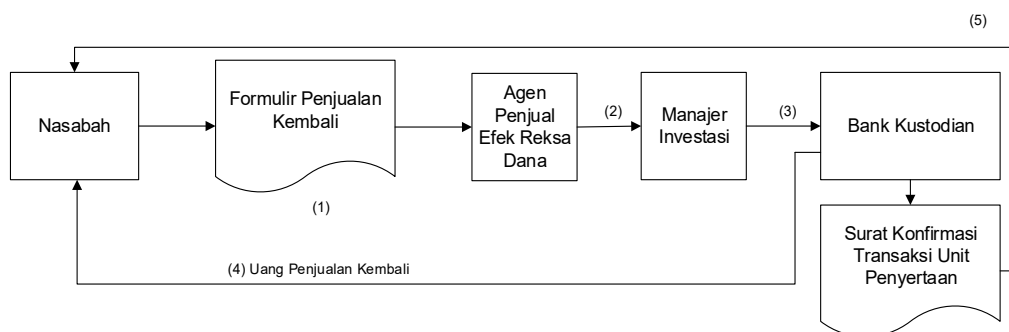 (5)
Nasabah
Formulir Penjualan
Kembali
(1)
Agen
Penjual
Efek Reksa
Dana
(2)
Manajer
Investasi
(3)
Bank Kustodian
(4) Uang Penjualan Kembali
Surat Konfirmasi
Transaksi Unit
Penyertaan